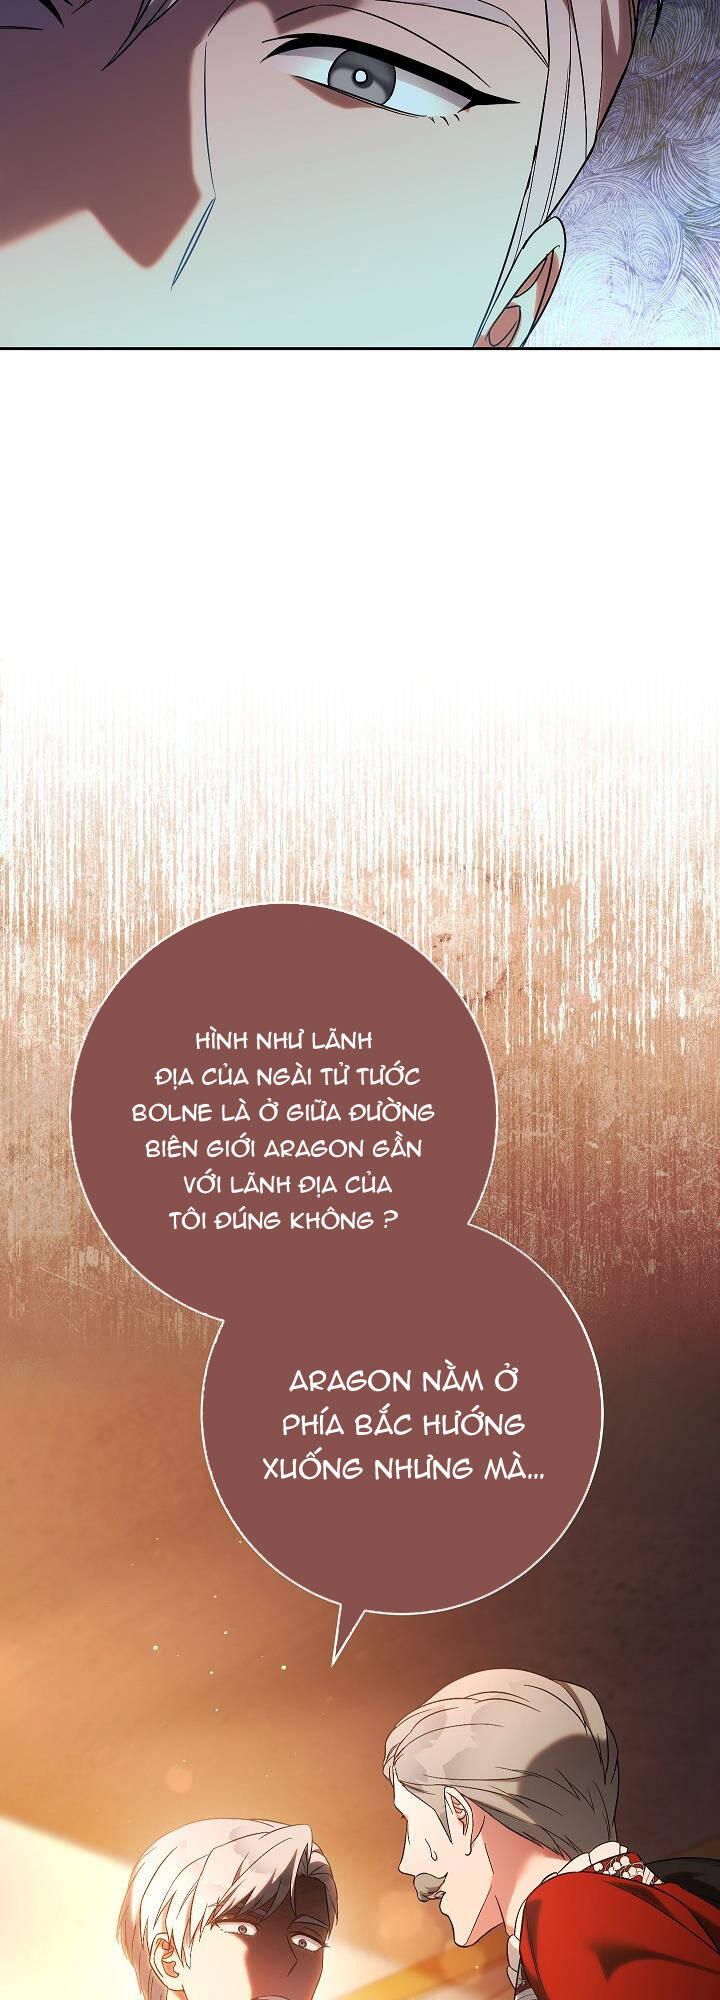 HÌNH NHƯ LÃNH
ĐỊA CỦA NGÀI TỬ TƯỚC
BOLNE LÀ Ở GIỮA ĐƯỜNG
BIÊN GIỚI ARAGON GẦN
VỚI LÃNH ĐỊA CỦA
TÔI ĐÚNG KHÔNG ?
ARAGON NẰM Ở
PHÍA BẮC HƯỚNG
XUỐNG NHƯNG MÀ...